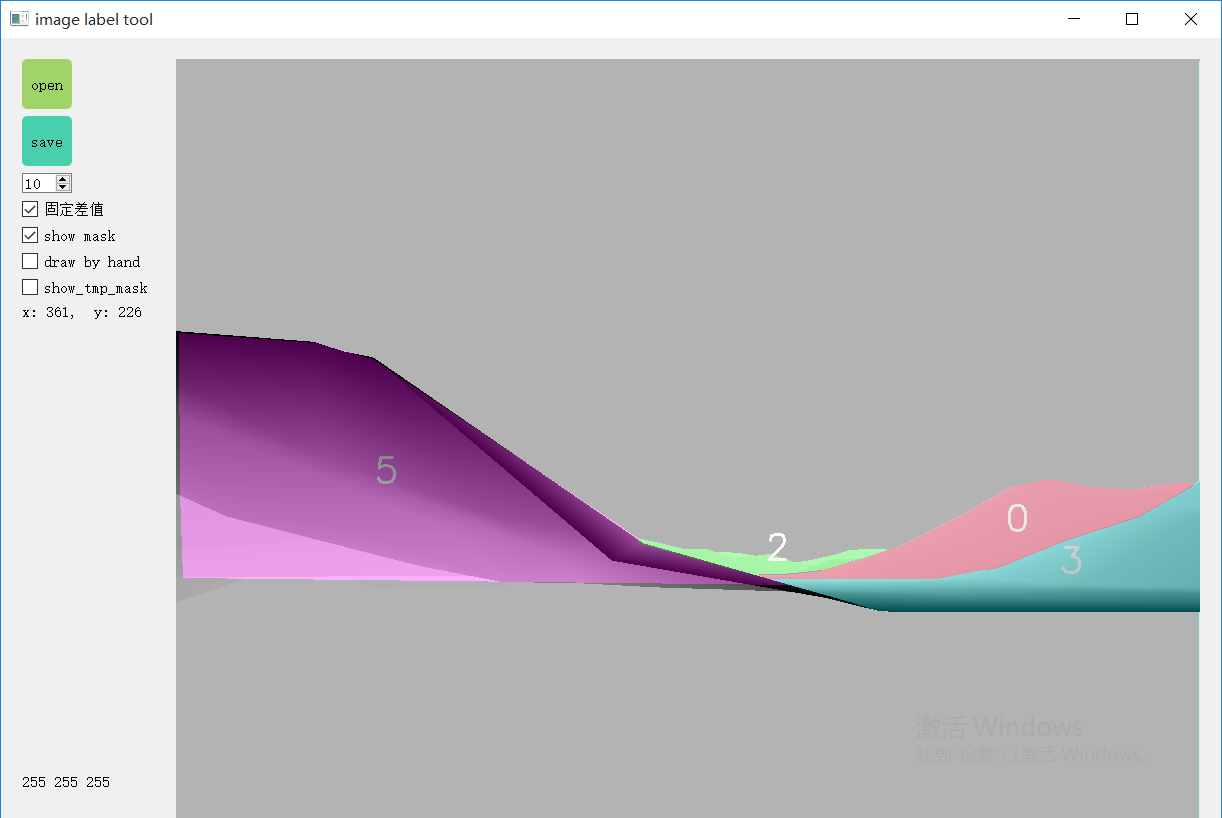 image label tool
open
save
10
固定差值
show mask
draw by hand
show_tmp_mask
x: 361,  y: 226
5
2
0
3
激活 Windows
转到"设置"以激活 Windows。
255 255 255